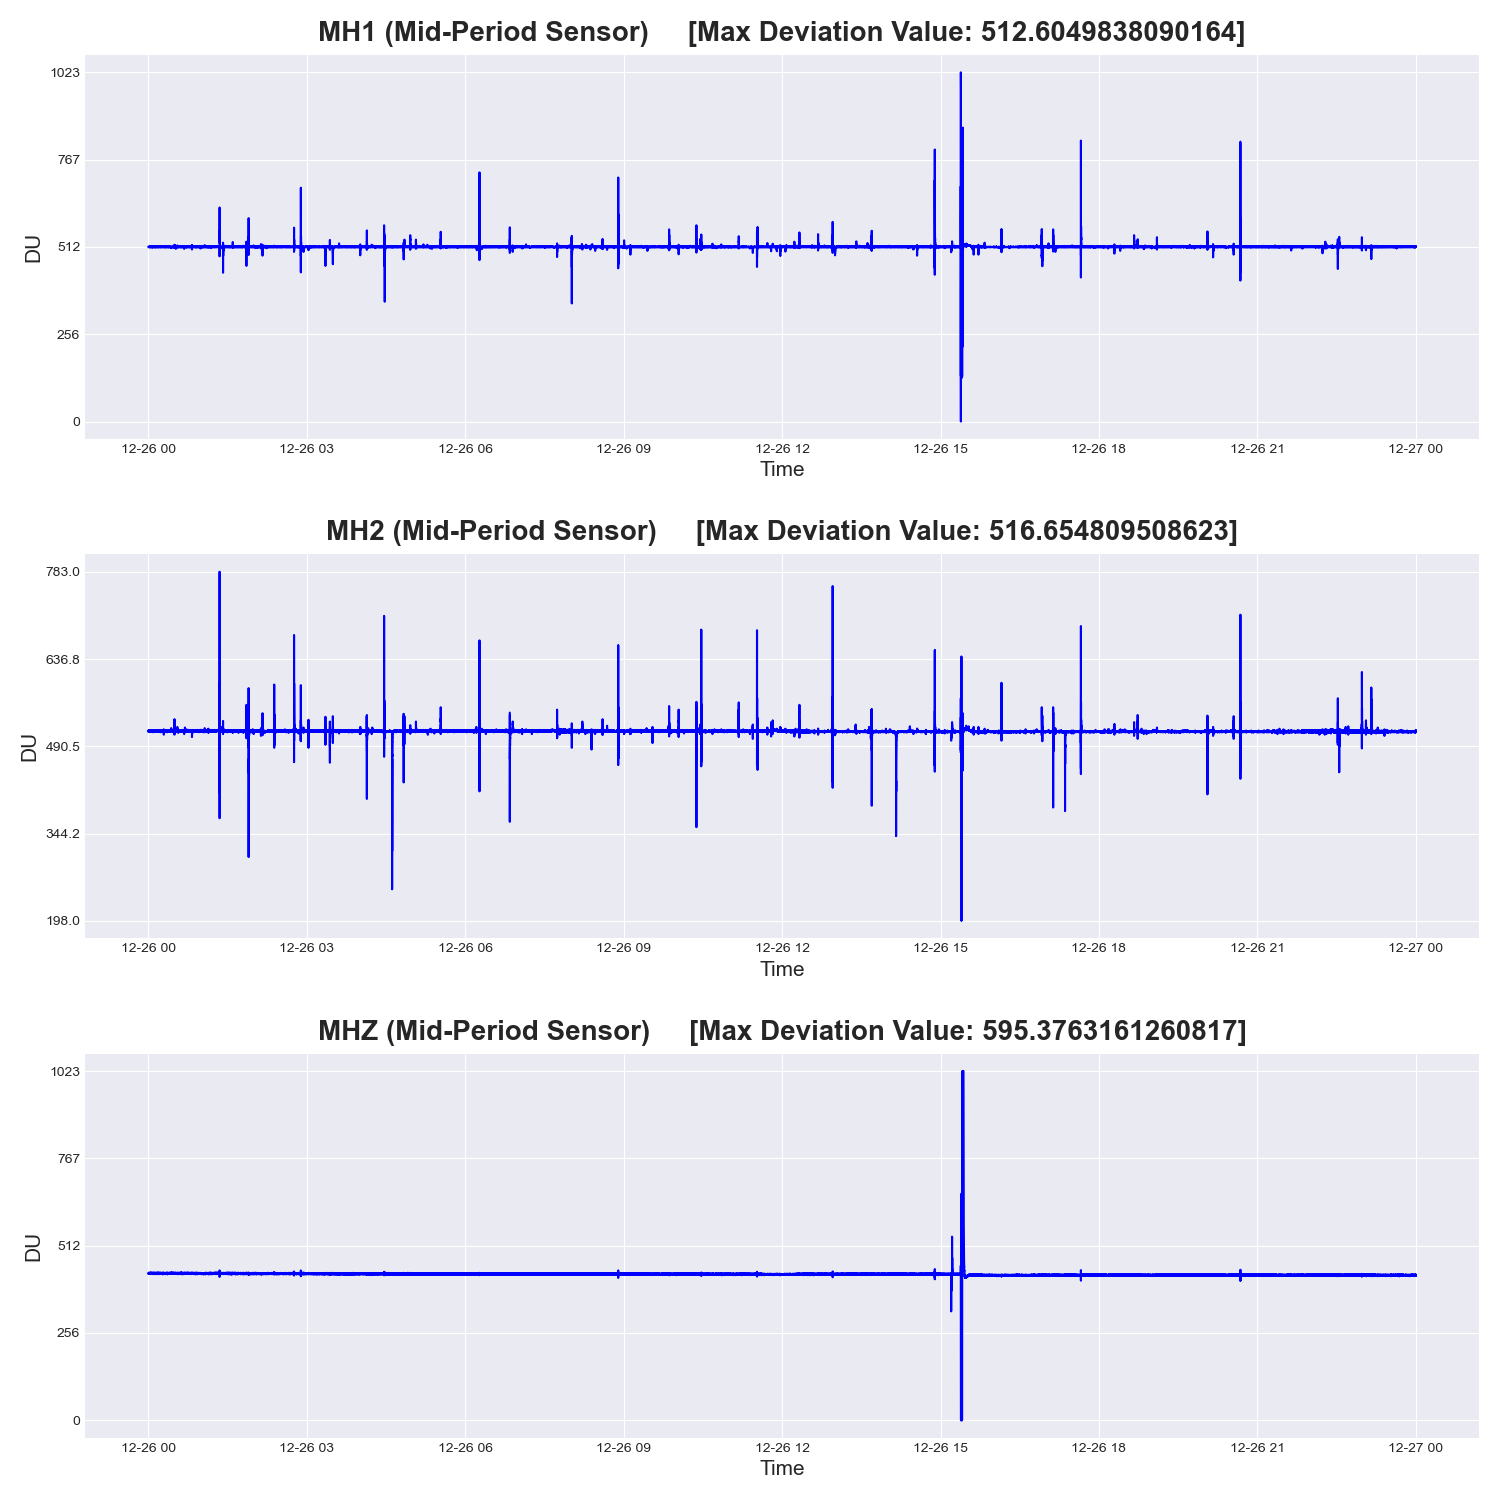 MH1 (Mid-Period Sensor) [Max Deviation Value: 512.6049838090164]
1023
767
512
256
0
DU
12-26 00 12-26 03 12-26 06 12-26 09 12-26 12 12-26 15 12-26 18 12-26 21 12-27 00
Time
MH2 (Mid-Period Sensor) [Max Deviation Value: 516.654809508623]
783.0
636.8
490.5
344.2
198.0
DU
12-26 00 12-26 03 12-26 06 12-26 09 12-26 12 12-26 15 12-26 18 12-26 21 12-27 00
Time
MHZ (Mid-Period Sensor) [Max Deviation Value: 595.3763161260817]
1023
767
512
256
0
DU
12-26 00 12-26 03 12-26 06 12-26 09 12-26 12 12-26 15 12-26 18 12-26 21 12-27 00
Time